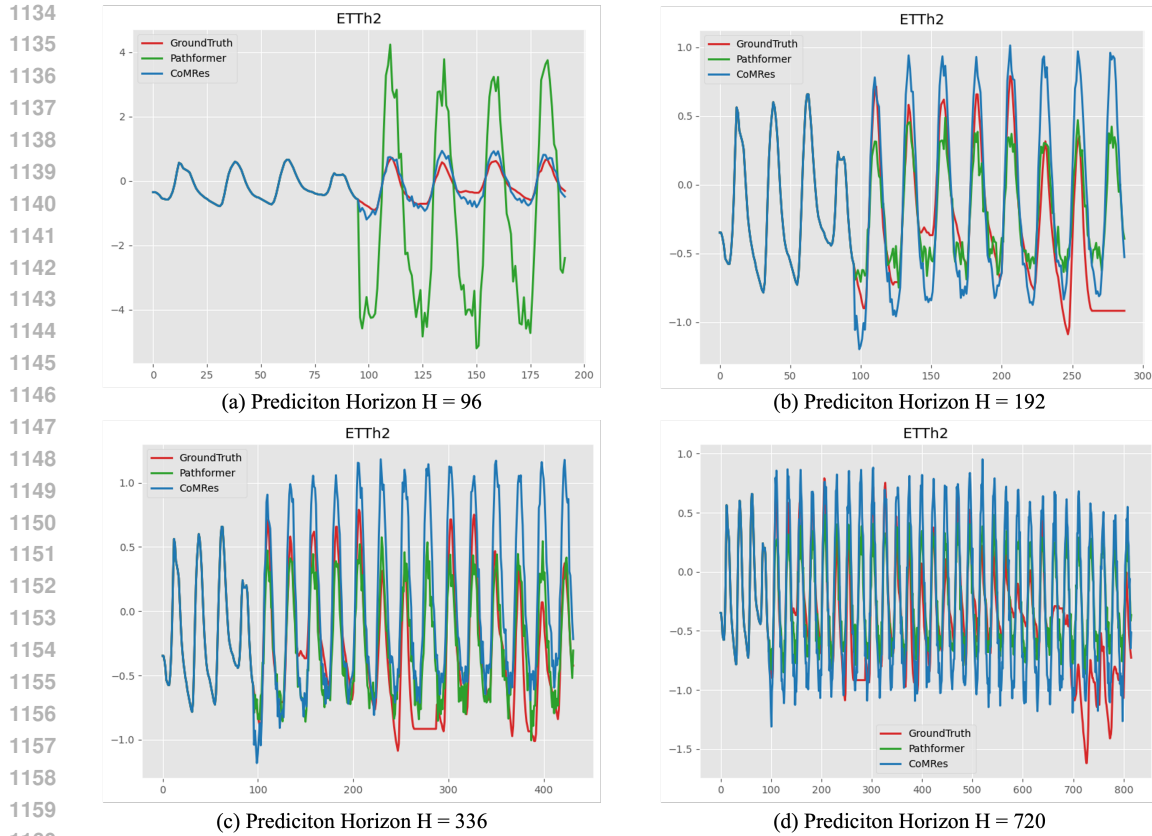 1134
1135
1136
1137
1138
1139
1140
1141
1142
1143
1144
1145
1146
1147
1148
1149
1150
1151
1152
1153
1154
1155
1156
1157
1158
1159
ETTh2
GroundTruth
Pathformer
CoMRes
4
2
0
−2
−4
0 25 50 75 100 125 150 175 200
(a) Prediciton Horizon H = 96
ETTh2
GroundTruth
Pathformer
CoMRes
1.0
0.5
0.0
−0.5
−1.0
0 50 100 150 200 250 300
(b) Prediciton Horizon H = 192
ETTh2
GroundTruth
Pathformer
CoMRes
1.0
0.5
0.0
−0.5
−1.0
0 100 200 300 400
(c) Prediciton Horizon H = 336
ETTh2
1.0
0.5
0.0
−0.5
−1.0
−1.5
GroundTruth
Pathformer
CoMRes
0 100 200 300 400 500 600 700 800
(d) Prediciton Horizon H = 720